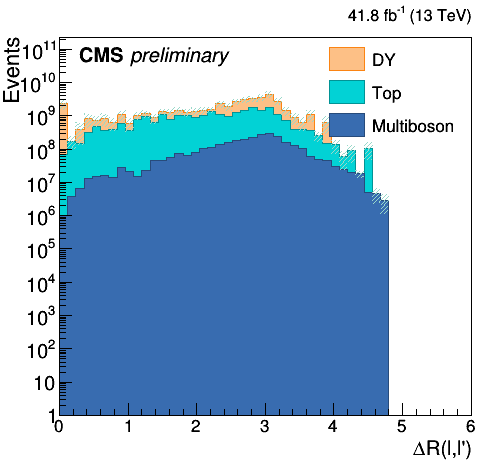 41.8 fb⁻¹ (13 TeV)
Events
CMS preliminary
DY
Top
Multiboson
10¹¹
10¹⁰
10⁹
10⁸
10⁷
10⁶
10⁵
10⁴
10³
10²
10
1
0 1 2 3 4 5 6
ΔR(l,l')